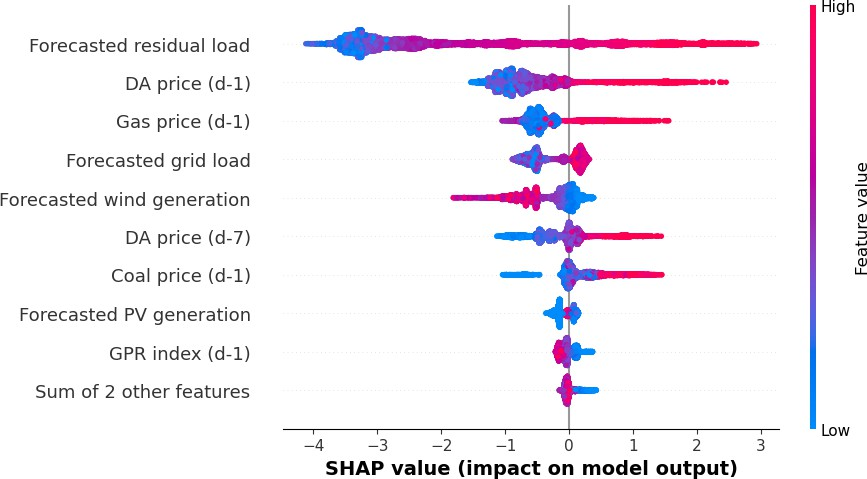 High
Forecasted residual load
DA price (d-1)
Gas price (d-1)
Forecasted grid load
Forecasted wind generation
DA price (d-7)
Coal price (d-1)
Forecasted PV generation
GPR index (d-1)
Sum of 2 other features
Feature value
Low
−4 −3 −2 −1 0 1 2 3
SHAP value (impact on model output)